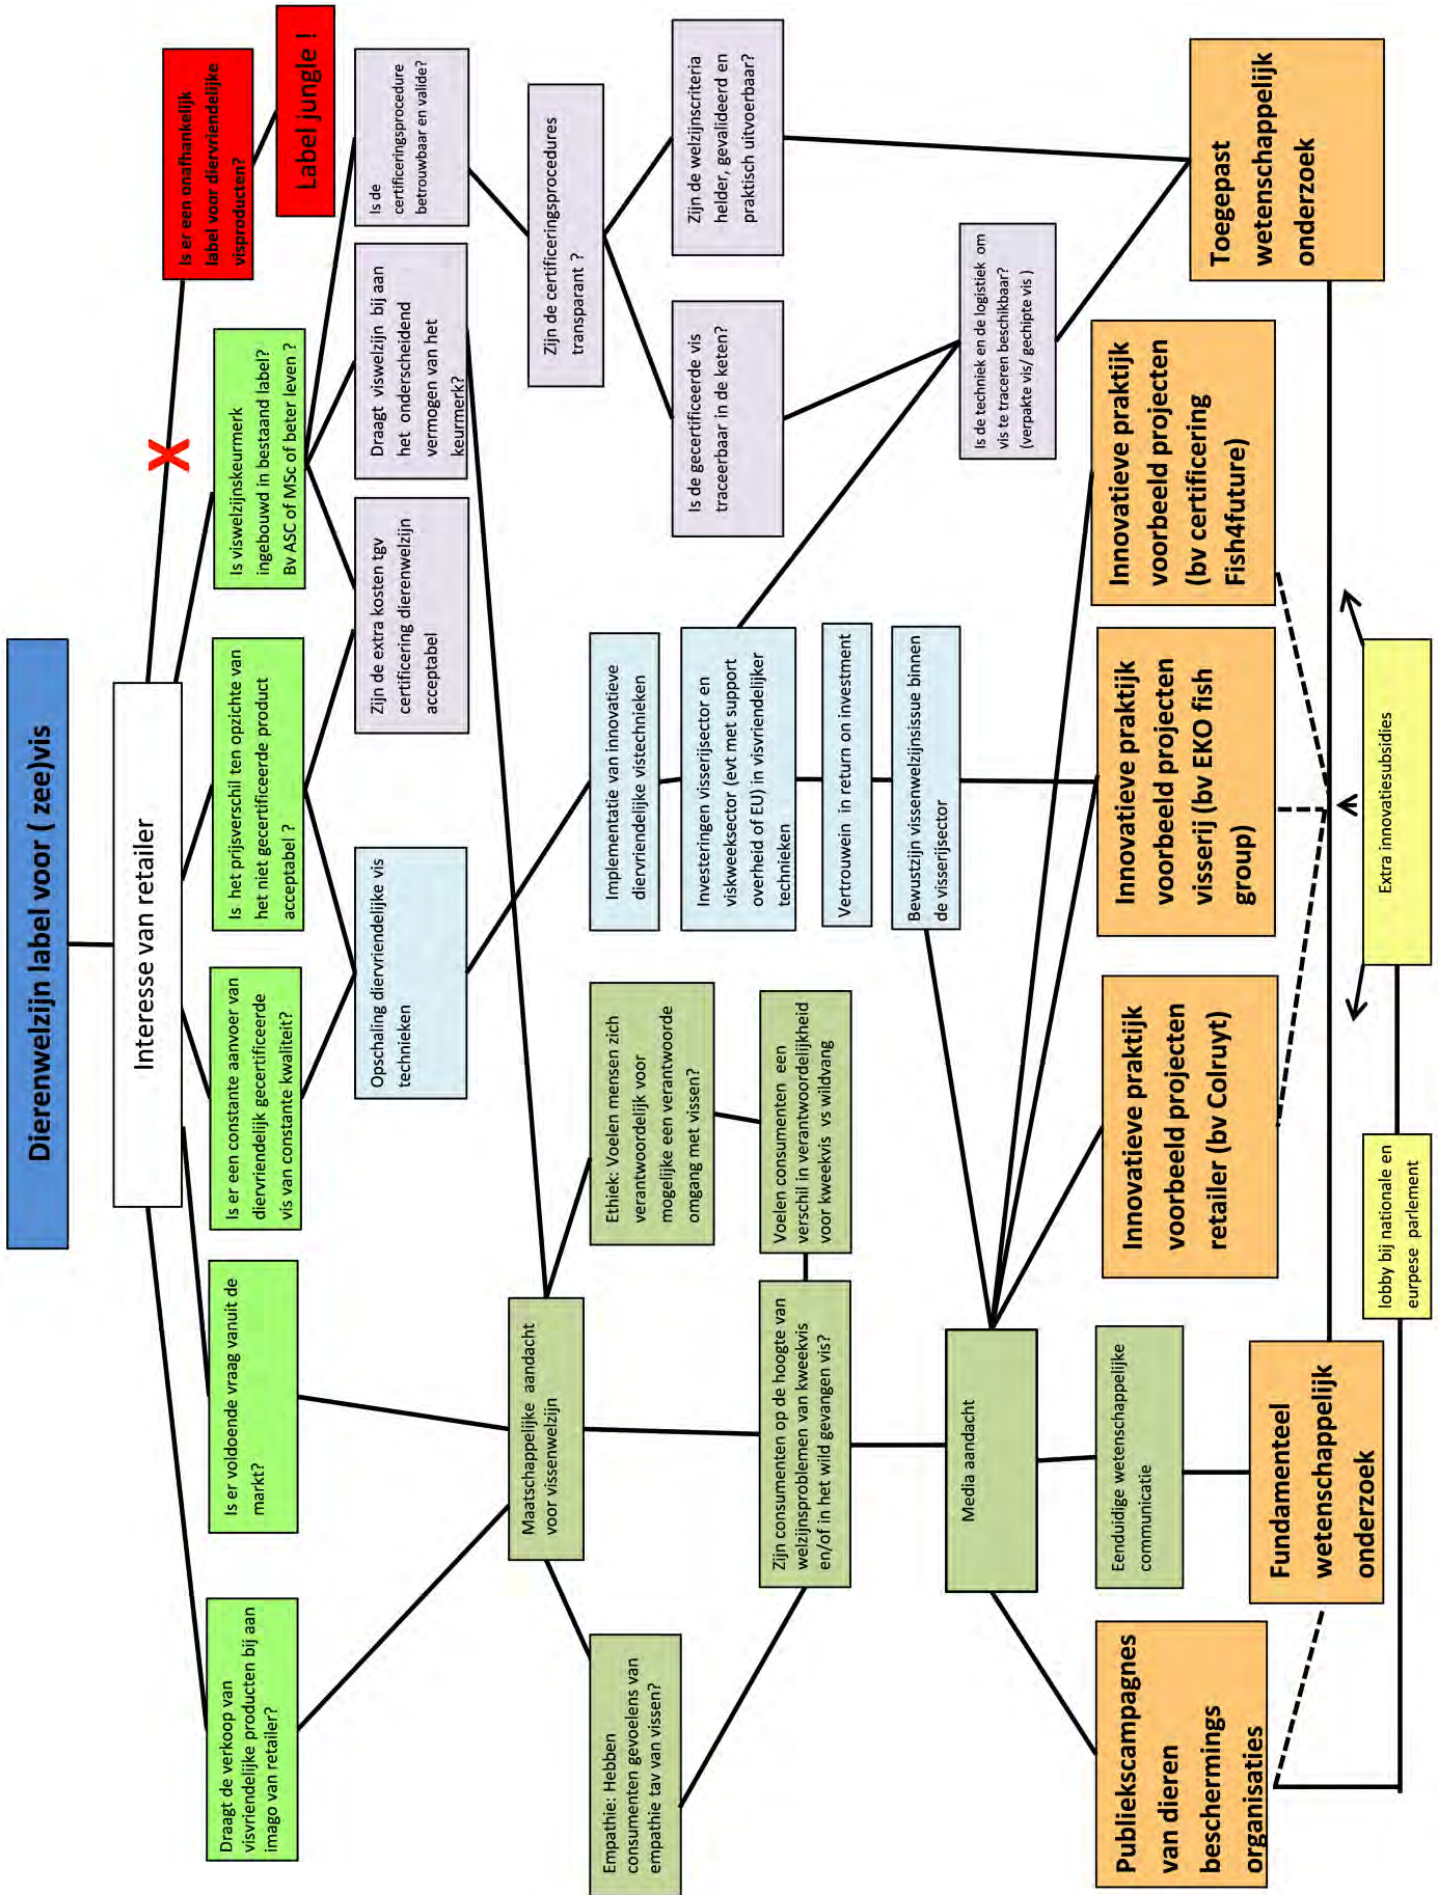 Dierenwelzijn label voor ( zee)vis
Interesse van retailer
Draagt de verkoop van
visvriendelijke producten bij aan
imago van retailer?
Is er voldoende vraag vanuit de
markt?
Is er een constante aanvoer van
diervriendelijk gecertificeerde
vis van constante kwaliteit?
Is het prijsverschil ten opzichte van
het niet gecertificeerde product
acceptabel ?
Is viswelzijnskeurmerk
ingebouwd in bestaand label?
Bv ASC of MSc of beter leven ?
X
Is er een onafhankelijk
label voor diervriendelijke
visproducten?
Label jungle !
Opschaling diervriendelijke vis
technieken
Zijn de extra kosten tgv
certificering dierenwelzijn
acceptabel
Draagt viswelzijn bij aan
het onderscheidend
vermogen van het
keurmerk?
Is de
certificeringsprocedure
betrouwbaar en valide?
Maatschappelijke aandacht
voor vissenwelzijn
Zijn de certificeringsprocedures
transparant ?
Empathie: Hebben
consumenten gevoelens van
empathie tav van vissen?
Ethiek: Voelen mensen zich
verantwoordelijk voor
mogelijke een verantwoorde
omgang met vissen?
Implementatie van innovatieve
diervriendelijke vistechnieken
Investeringen visserijsector en
viskweeksector (evt met support
overheid of EU) in visvriendelijker
technieken
Is de gecertificeerde vis
traceerbaar in de keten?
Zijn de welzijnscriteria
helder, gevalideerd en
praktisch uitvoerbaar?
Zijn consumenten op de hoogte van
welzijnsproblemen van kweekvis
en/of in het wild gevangen vis?
Voelen consumenten een
verschil in verantwoordelijkheid
voor kweekvis vs wildvang
Vertrouwein in return on investment
Bewustzijn vissenwelzijnsissue binnen
de visserijsector
Is de techniek en de logistiek om
vis te traceren beschikbaar?
(verpakte vis/ gechipte vis )
Media aandacht
Eenduidige wetenschappelijke
communicatie
Publiekscampagnes
van dieren
beschermings
organisaties
Fundamenteel
wetenschappelijk
onderzoek
Innovatieve praktijk
voorbeeld projecten
retailer (bv Colruyt)
Innovatieve praktijk
voorbeeld projecten
visserij (bv EKO fish
group)
Innovatieve praktijk
voorbeeld projecten
(bv certificering
Fish4future)
Toegepast
wetenschappelijk
onderzoek
lobby bij nationale en
eurpese parlement
Extra innovatiesubsidies